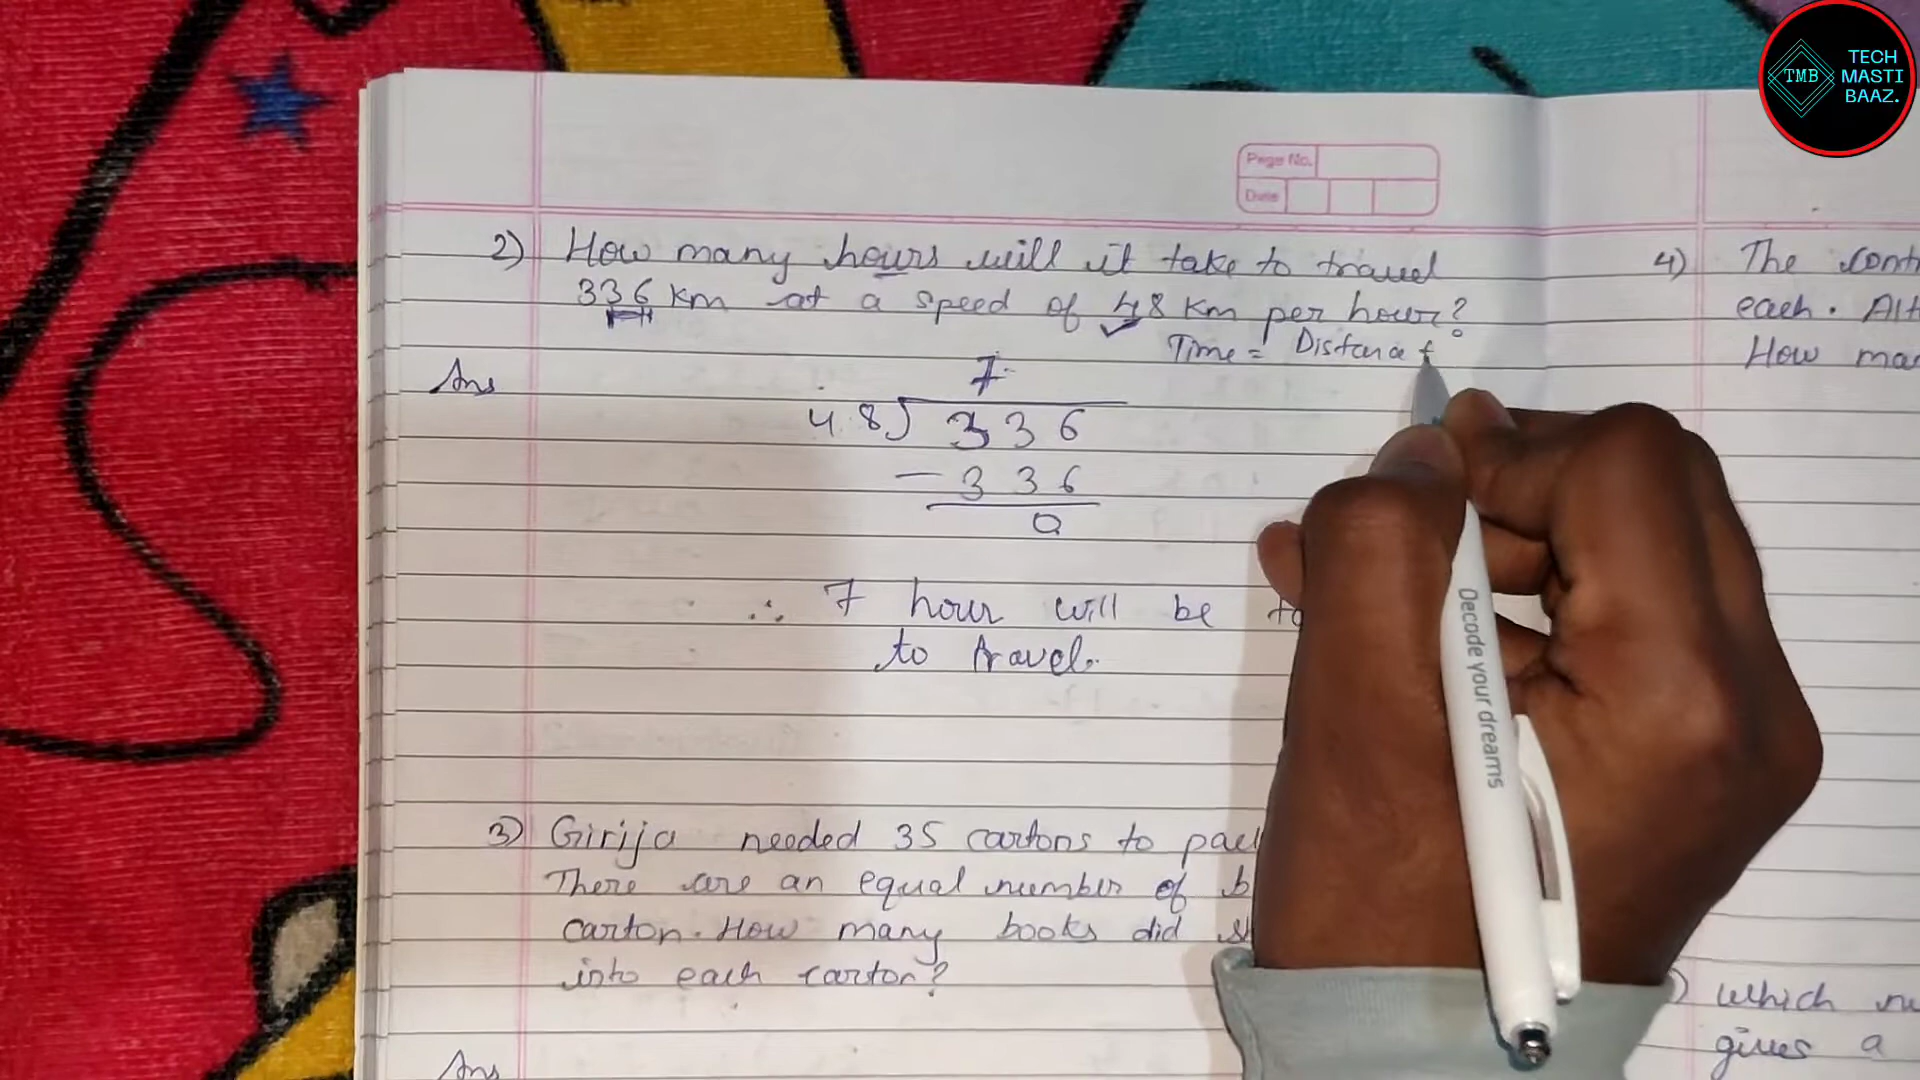 TECH
MASTI
BAAZ.
TMB
Page No.
Date
2) How many hours will it take to travel
336 km at a speed of 48 km per hour?
Time = Distance
Ans
7
48) 336
- 336
0
∴ 7 hour will be
to travel.
3) Girija needed 35 cartons to
There are an equal number of
carton. How many books did
into each carton?
Ans
4) The
each.
How
which
gives a
Decode your dreams